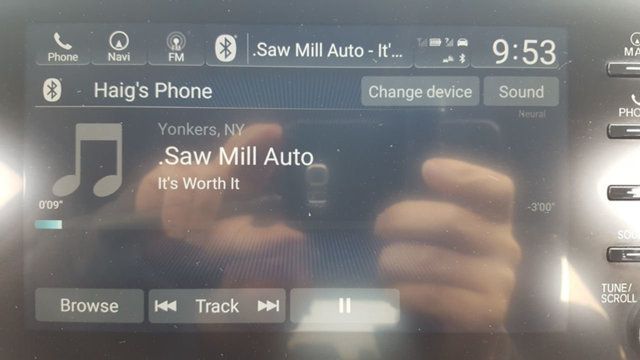 Phone
Navi
FM
.Saw Mill Auto - It'...
9:53
MA
Haig's Phone
Change device
Sound
Neural
PHO
Yonkers, NY
.Saw Mill Auto
It's Worth It
0'09"
-3'00"
SOU
Browse
Track
TUNE/
SCROLL